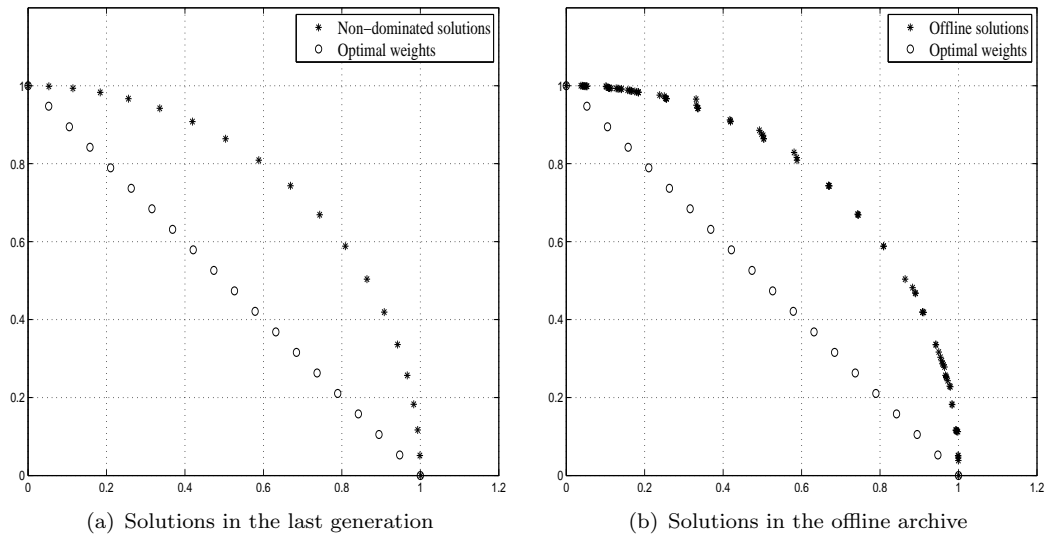 Non-dominated solutions
Optimal weights
1
0.8
0.6
0.4
0.2
0
0 0.2 0.4 0.6 0.8 1 1.2
(a) Solutions in the last generation
Offline solutions
Optimal weights
1
0.8
0.6
0.4
0.2
0
0 0.2 0.4 0.6 0.8 1 1.2
(b) Solutions in the offline archive